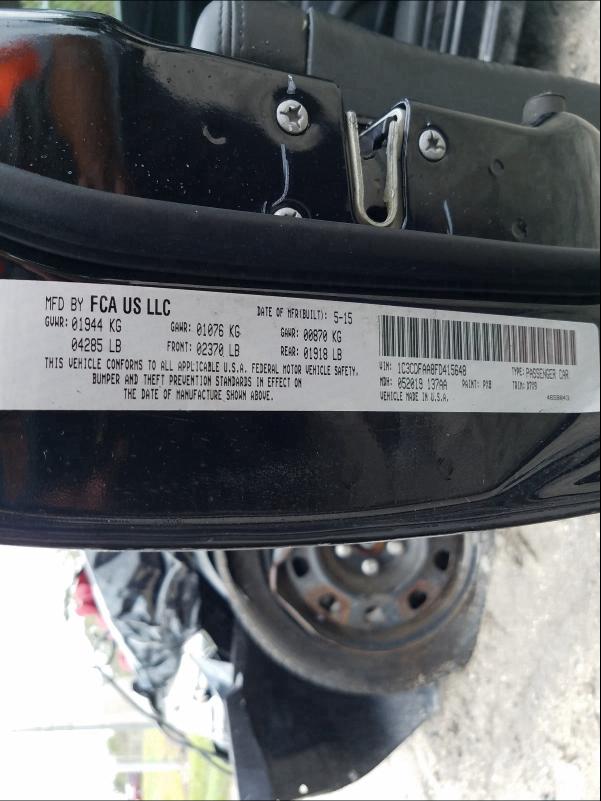 MFD BY FCA US LLC
DATE OF MFR(BUILT): 5-15
GVWR: 01944 KG
GAWR: 01076 KG
GAWR: 00870 KG
04285 LB
FRONT: 02370 LB
REAR: 01918 LB
THIS VEHICLE CONFORMS TO ALL APPLICABLE U.S.A. FEDERAL MOTOR VEHICLE SAFETY,
BUMPER AND THEFT PREVENTION STANDARDS IN EFFECT ON
THE DATE OF MANUFACTURE SHOWN ABOVE.
VIN: 1C3CDFAA8FD415648
TYPE: PASSENGER CAR
MDH: 052019 137AA
PAINT: PX8
TRIM: D7X9
VEHICLE MADE IN U.S.A.